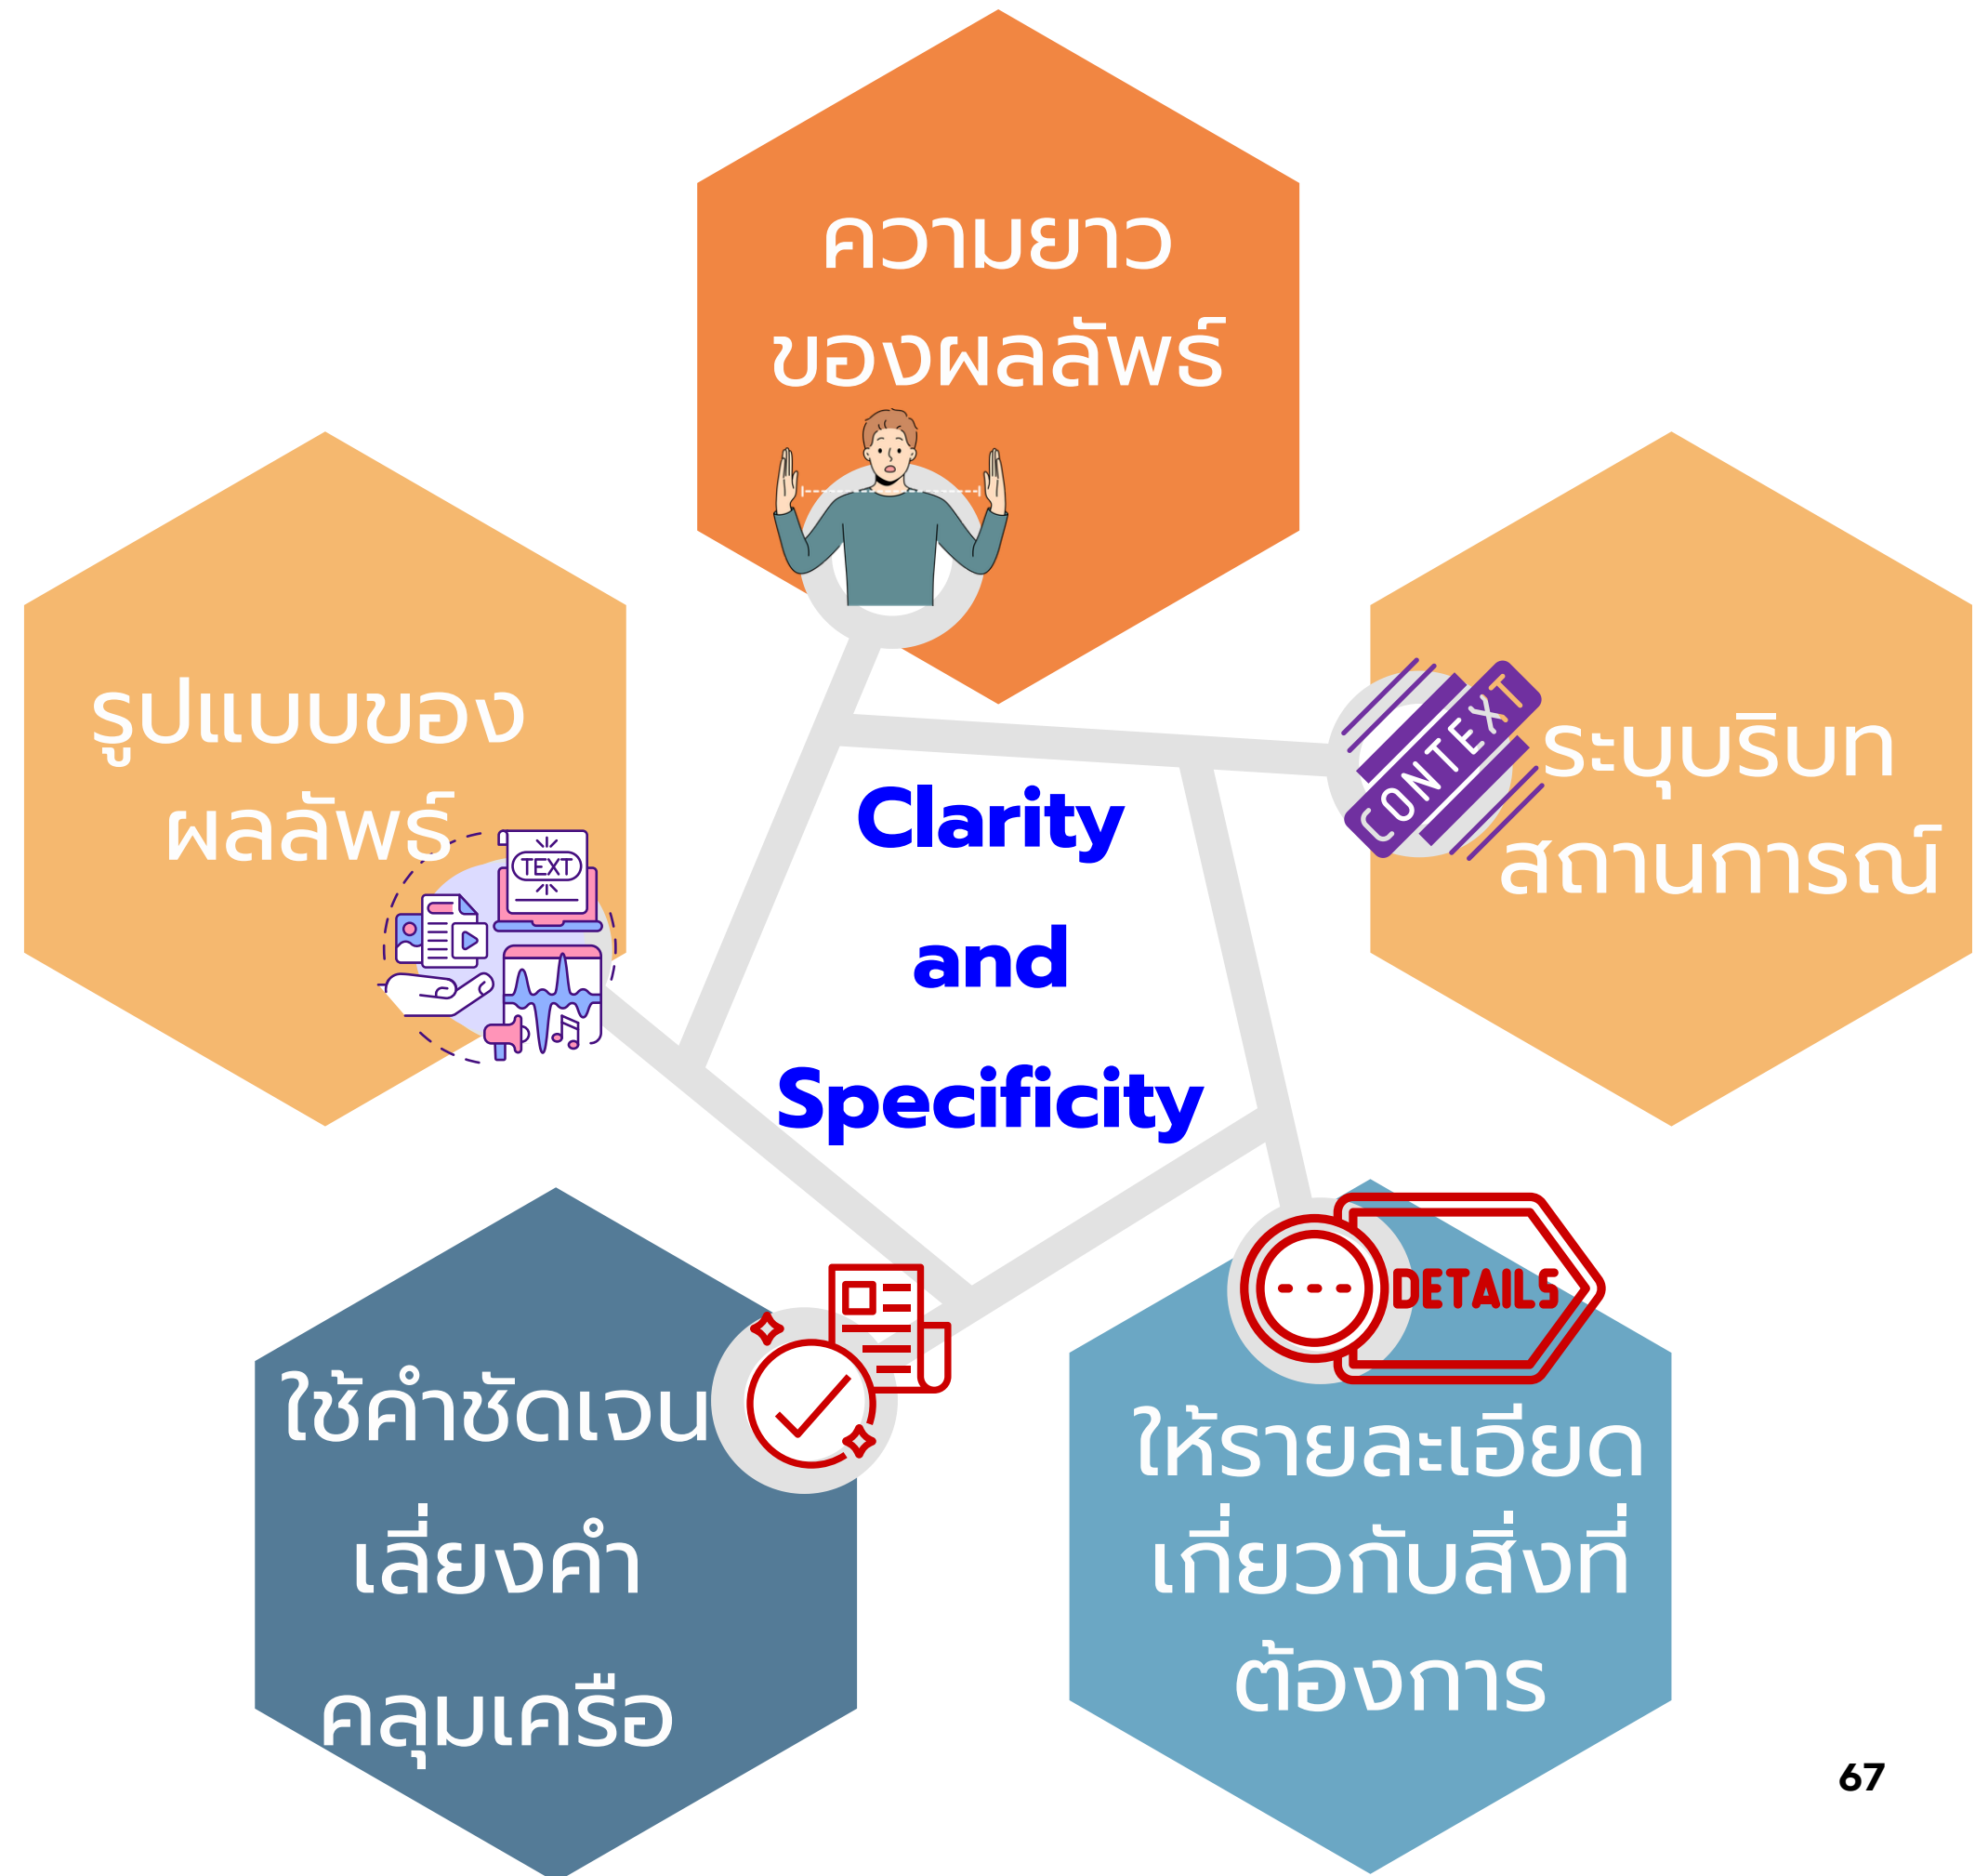 ความยาว
ของผลลัพธ์
รูปแบบของ
ผลลัพธ์
TEXT
Clarity
and
Specificity
CONTEXT
ระบุบริบท
สถานการณ์
ใช้คำชัดเจน
เลี่ยงคำ
คลุมเครือ
DETAILS
ให้รายละเอียด
เกี่ยวกับสิ่งที่
ต้องการ
67